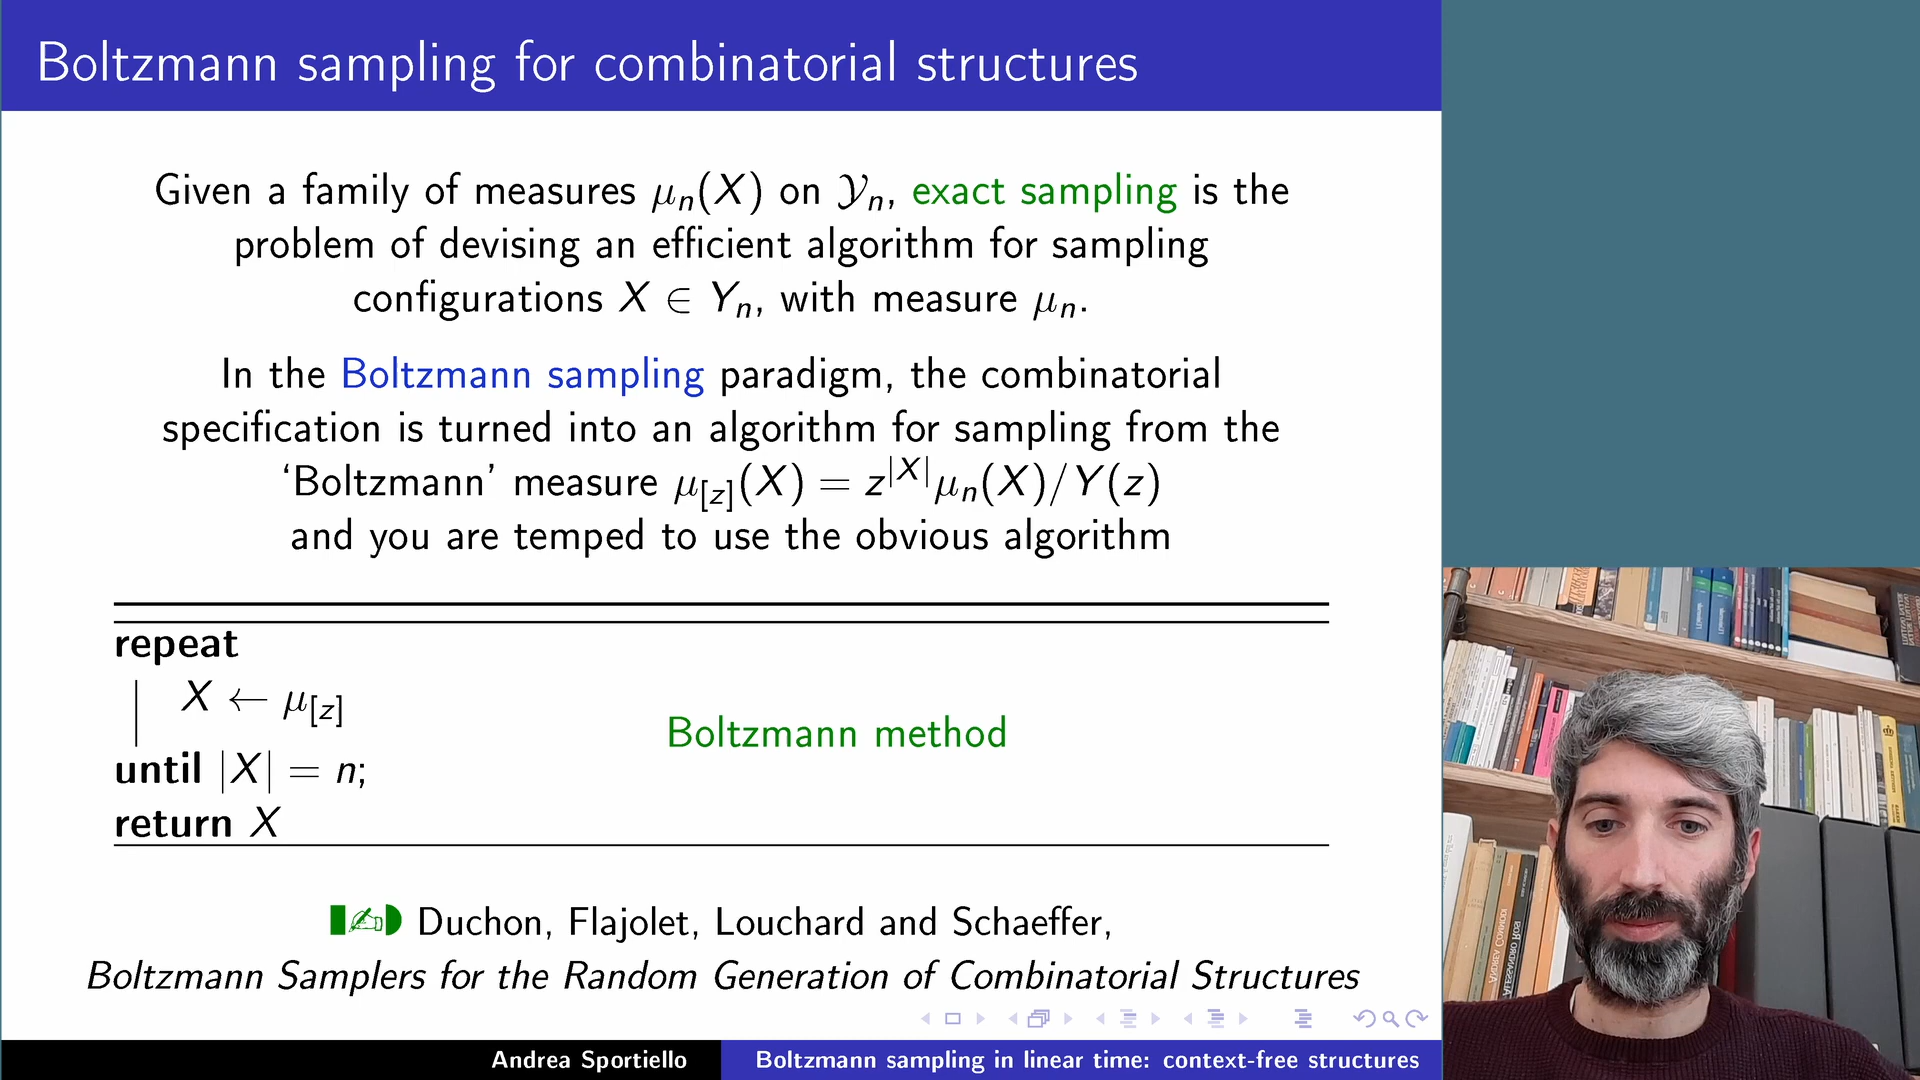 Boltzmann sampling for combinatorial structures
Given a family of measures μₙ(X) on 𝒴ₙ, exact sampling is the
problem of devising an efficient algorithm for sampling
configurations X ∈ Yₙ, with measure μₙ.
In the Boltzmann sampling paradigm, the combinatorial
specification is turned into an algorithm for sampling from the
‘Boltzmann’ measure μ_[z](X) = z^|X| μₙ(X)/Y(z)
and you are temped to use the obvious algorithm
repeat
X ← μ_[z]
until |X| = n;
return X
Boltzmann method
Duchon, Flajolet, Louchard and Schaeffer,
Boltzmann Samplers for the Random Generation of Combinatorial Structures
Andrea Sportiello
Boltzmann sampling in linear time: context-free structures